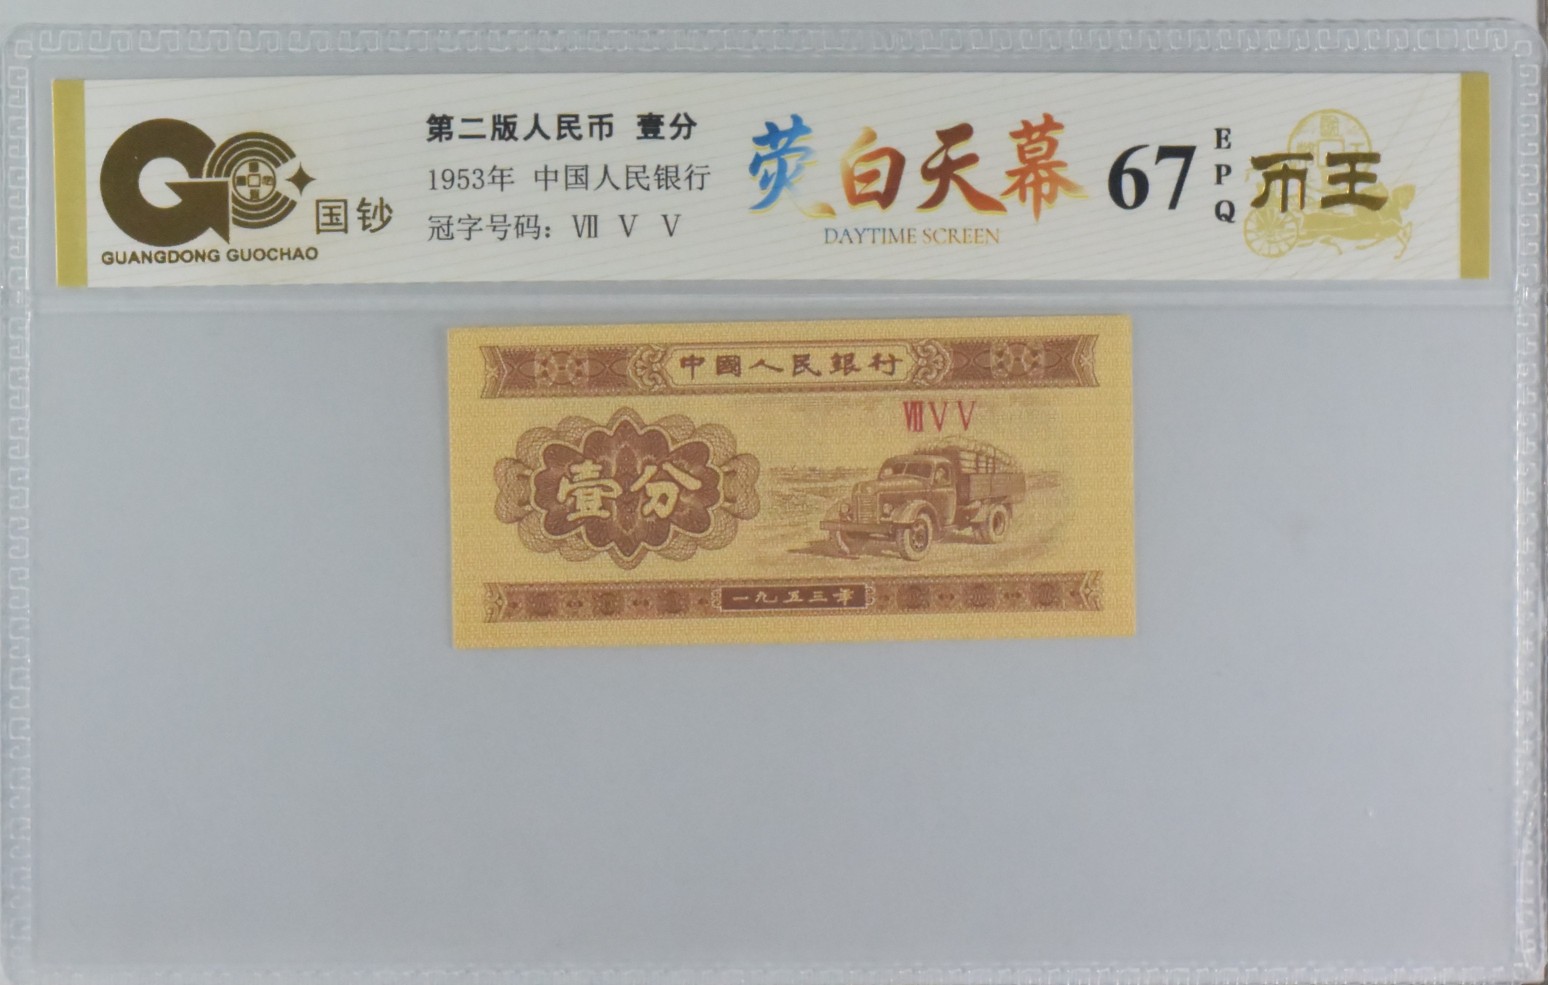 国钞
GUANGDONG GUOCHAO
第二版人民币 壹分
1953年 中国人民银行
冠字号码：Ⅶ Ⅴ Ⅴ
荧白天幕
DAYTIME SCREEN
67
EPQ
币王
中國人民銀行
ⅦⅤⅤ
壹分
一九五三年